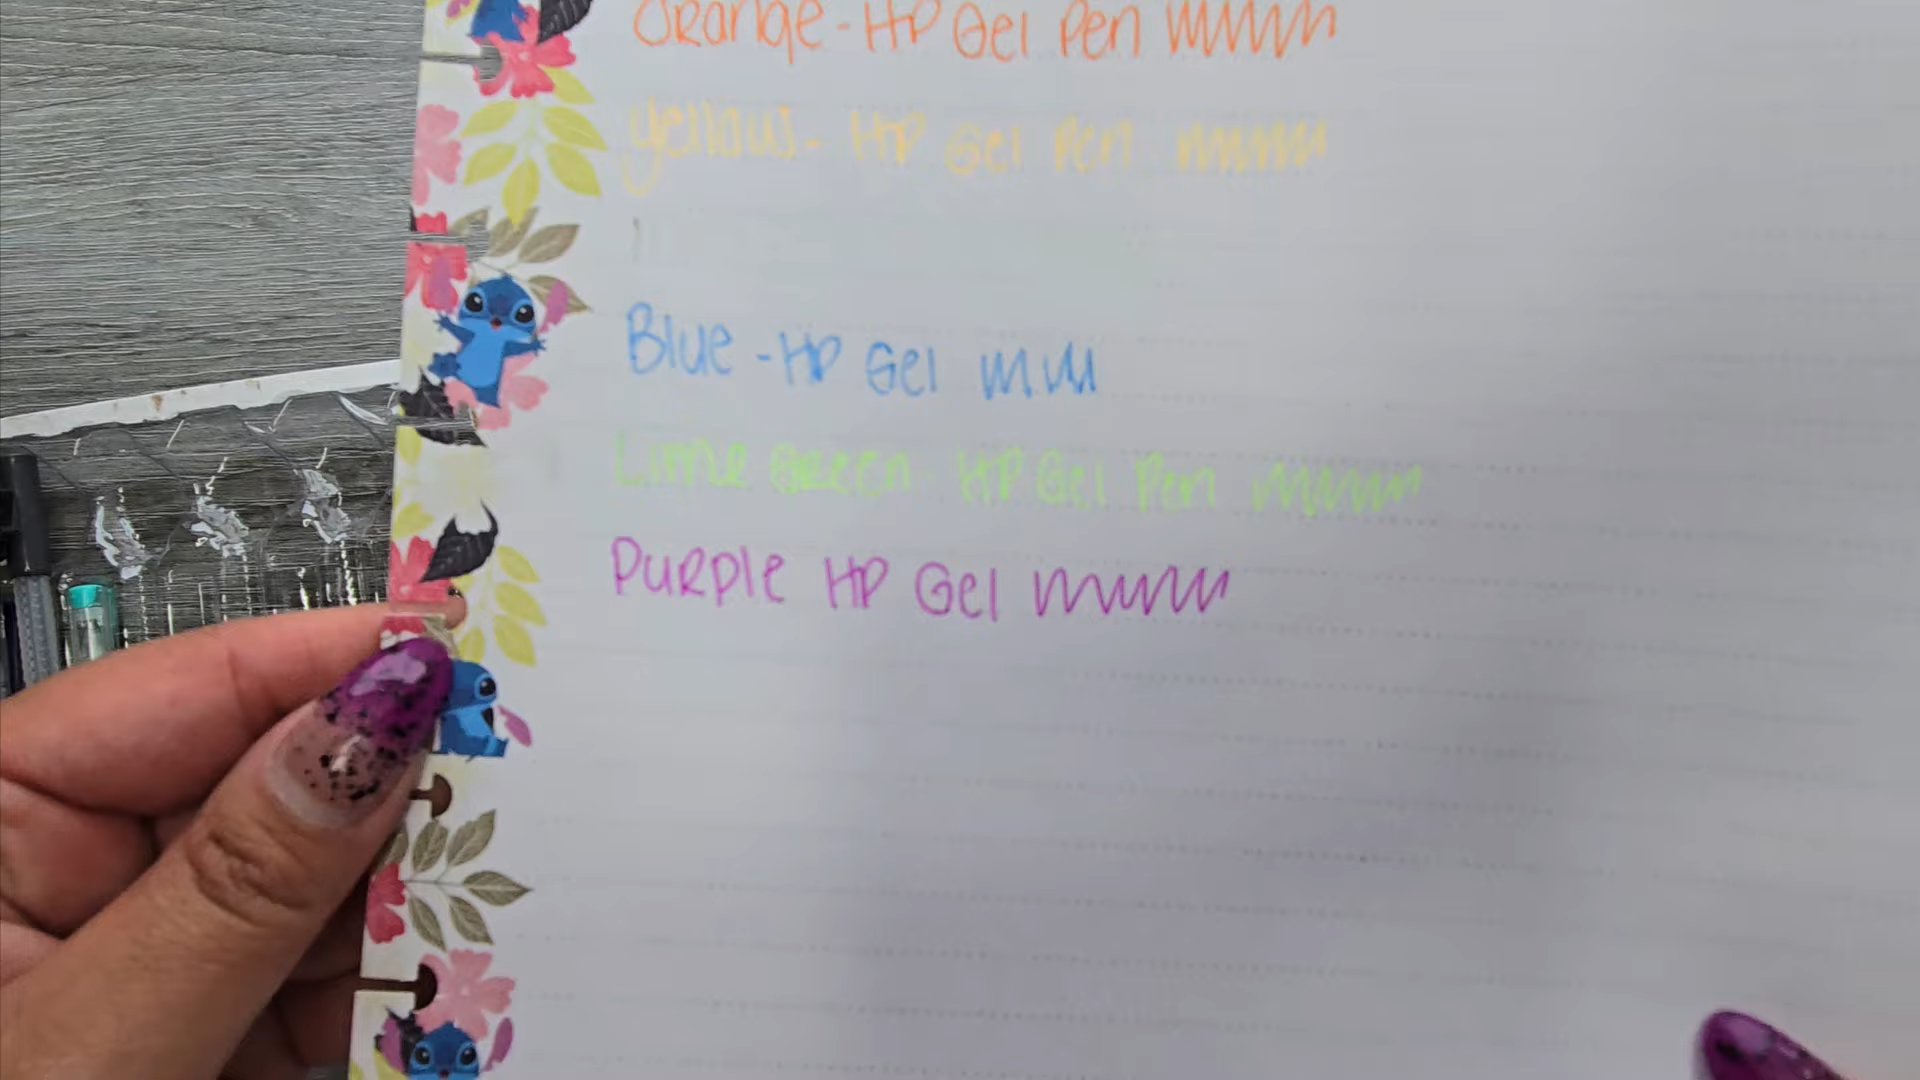 Orange - HP Gel Pen
yellow - HP Gel Pen
Blue - HP Gel
Lime Green - HP Gel Pen
Purple HP Gel